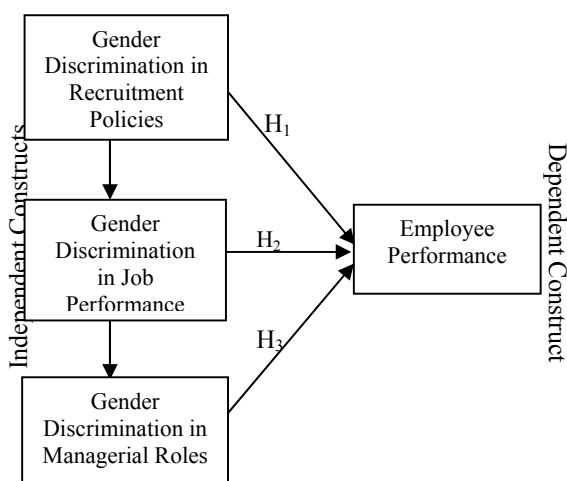 Gender
Discrimination in
Recruitment
Policies
H1
Independent Constructs
Gender
Discrimination
in Job
Performance
H2
Employee
Performance
Dependent Construct
H3
Gender
Discrimination in
Managerial Roles